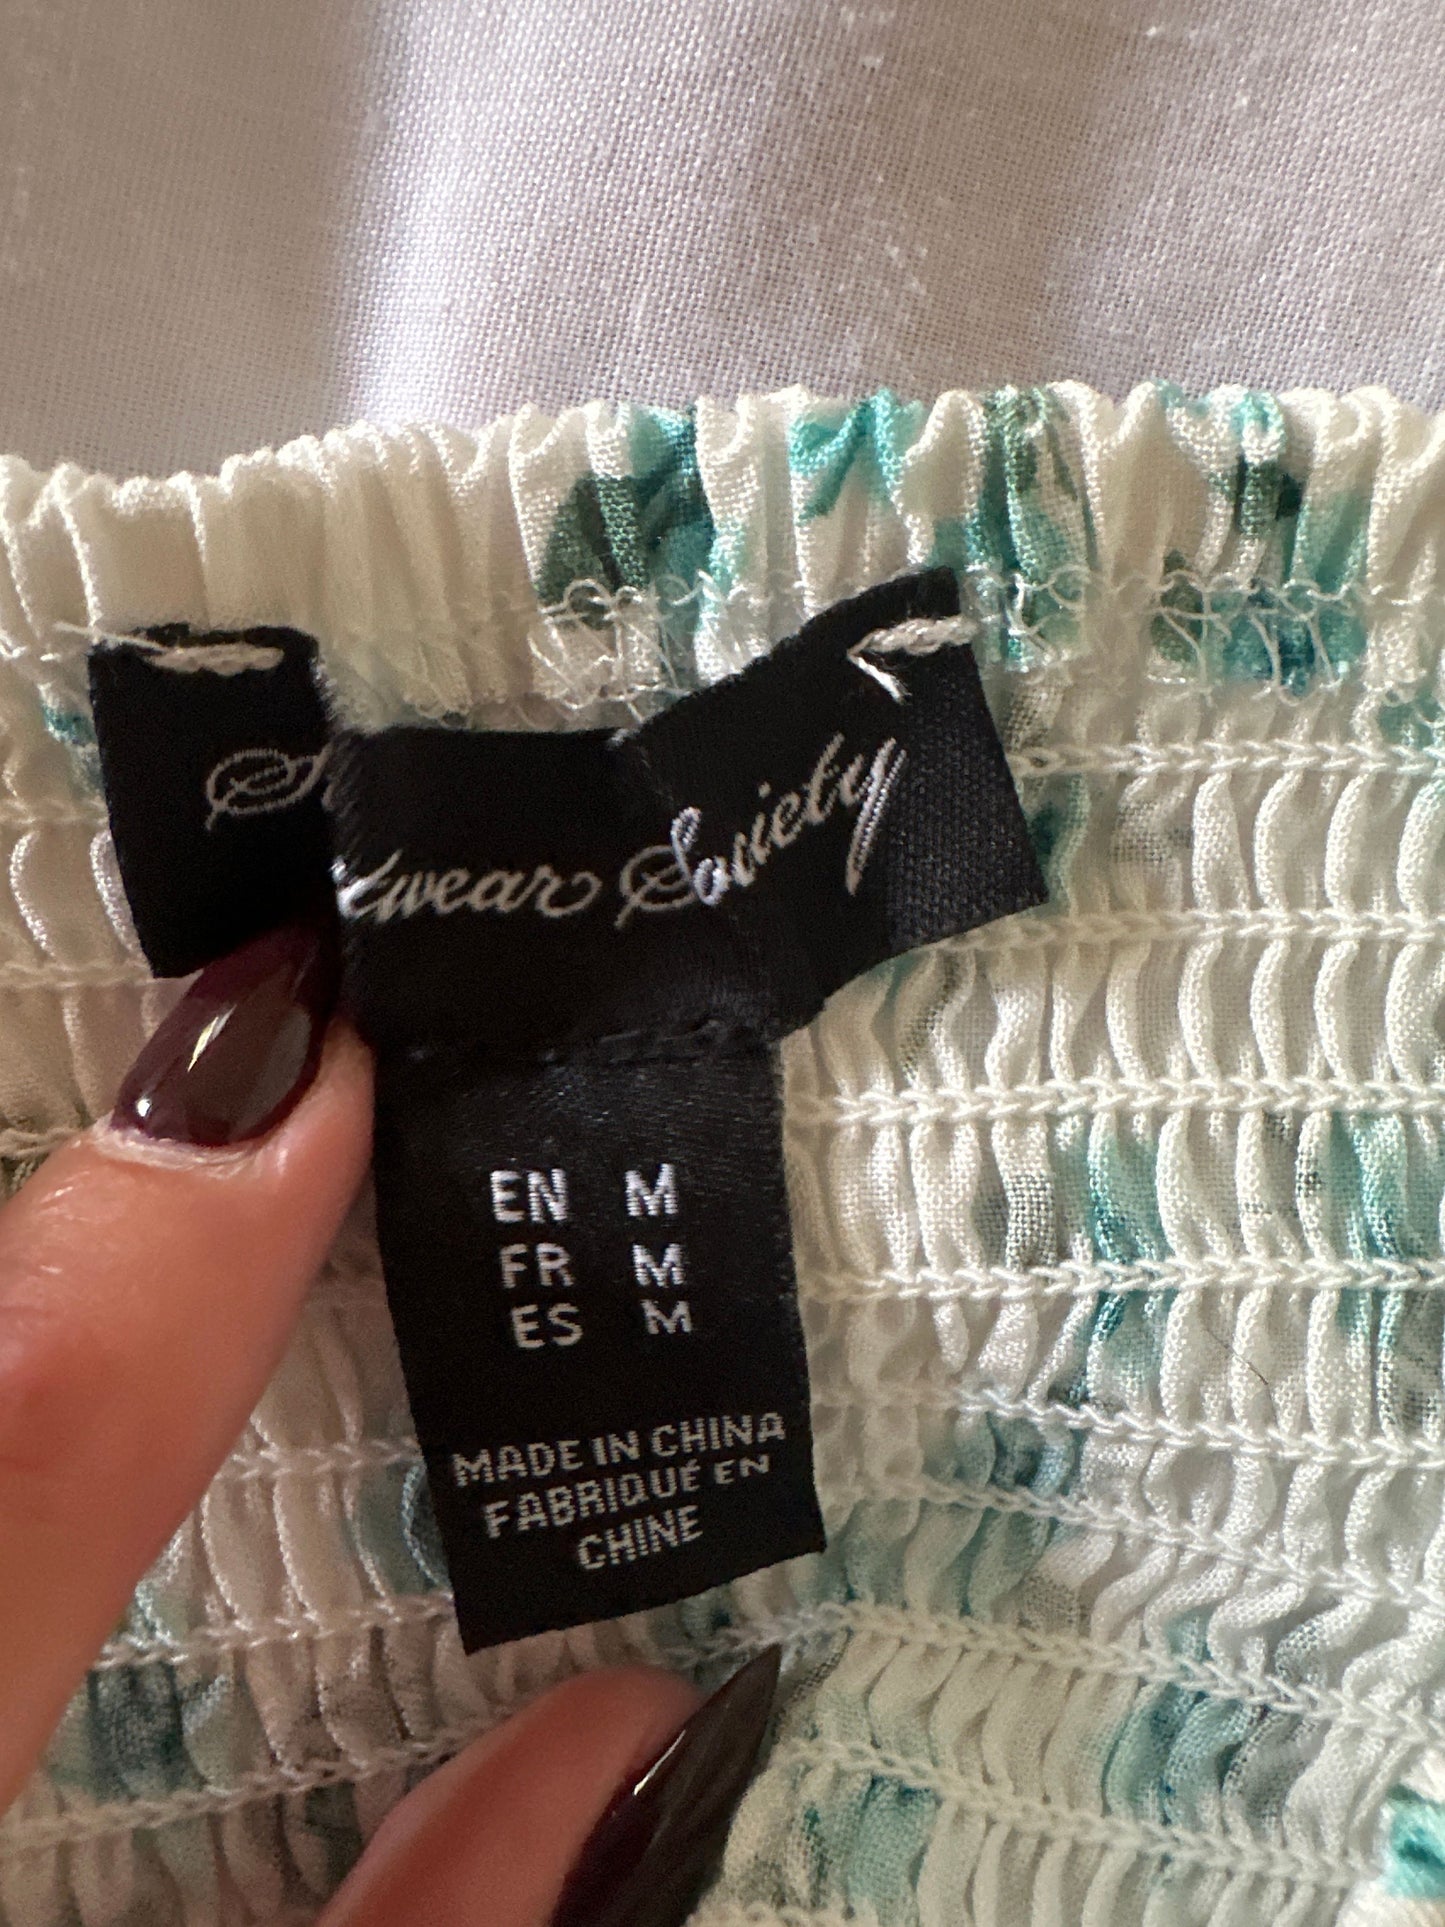 Society
EN M
FR M
ES M
MADE IN CHINA
FABRIQUÉ EN
CHINE